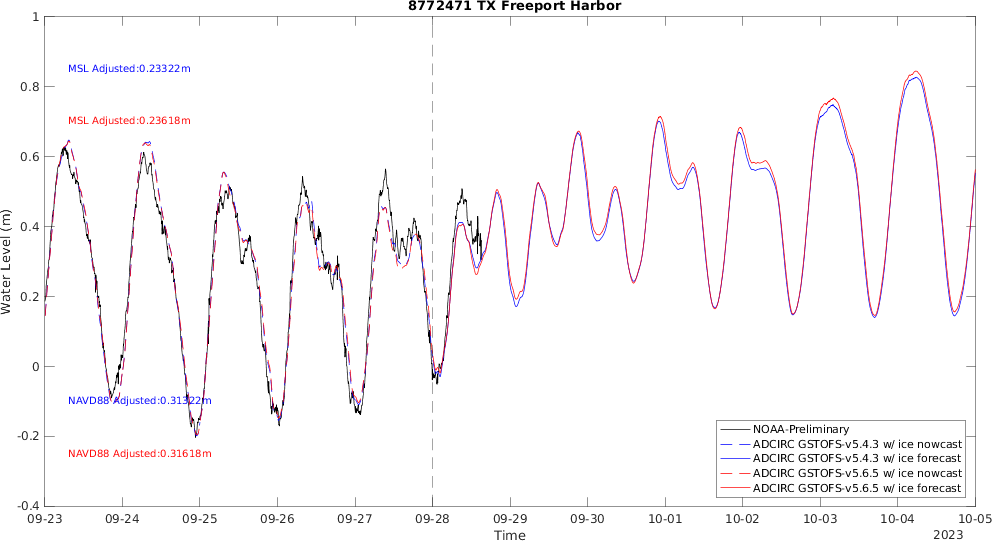 8772471 TX Freeport Harbor
1
0.8
0.6
0.4
0.2
0
-0.2
-0.4
Water Level (m)
MSL Adjusted:0.23322m
MSL Adjusted:0.23618m
NAVD88 Adjusted:0.31322m
NAVD88 Adjusted:0.31618m
NOAA-Preliminary
ADCIRC GSTOFS-v5.4.3 w/ ice nowcast
ADCIRC GSTOFS-v5.4.3 w/ ice forecast
ADCIRC GSTOFS-v5.6.5 w/ ice nowcast
ADCIRC GSTOFS-v5.6.5 w/ ice forecast
09-23 09-24 09-25 09-26 09-27 09-28 09-29 09-30 10-01 10-02 10-03 10-04 10-05
Time
2023